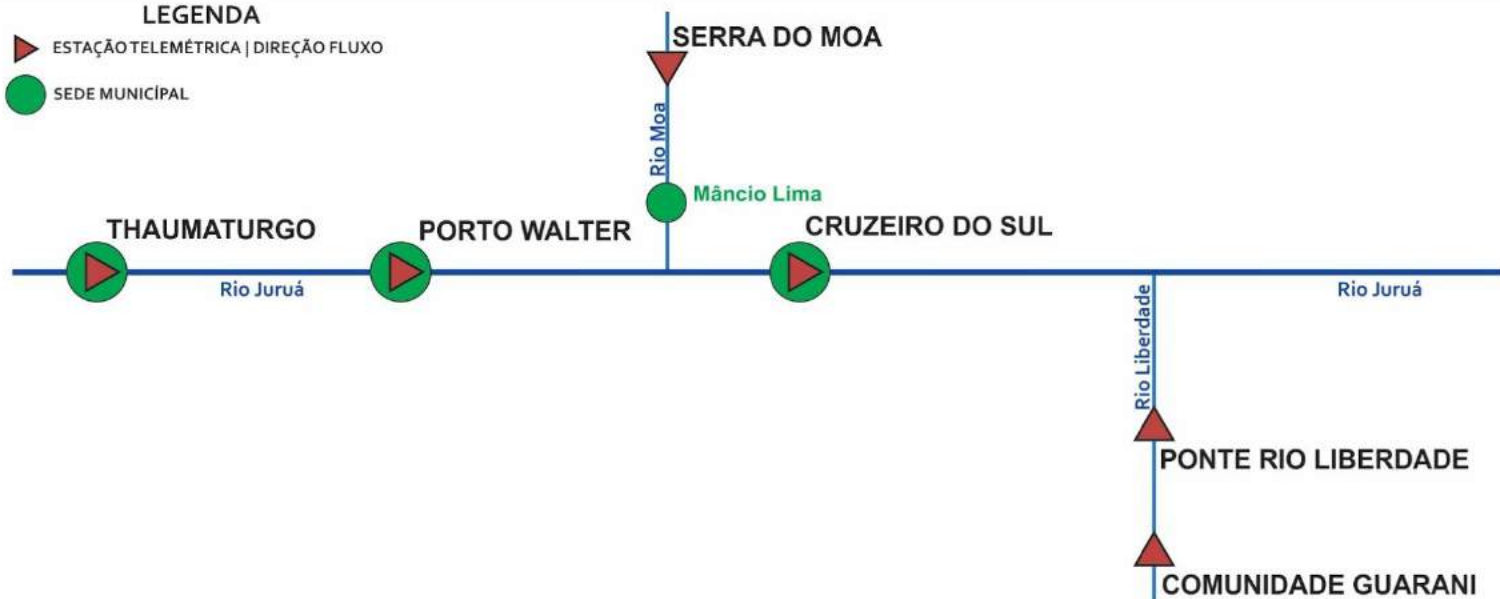 LEGENDA
ESTAÇÃO TELEMÉTRICA | DIREÇÃO FLUXO
SEDE MUNICÍPAL
SERRA DO MOA
Rio Moa
Mâncio Lima
THAUMATURGO
PORTO WALTER
CRUZEIRO DO SUL
Rio Juruá
Rio Juruá
Rio Liberdade
PONTE RIO LIBERDADE
COMUNIDADE GUARANI